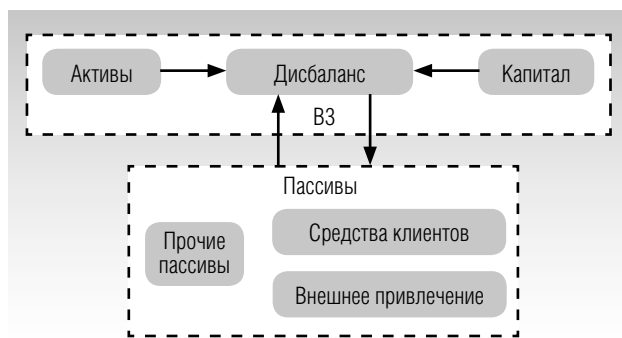 Активы
Дисбаланс
Капитал
ВЗ
Пассивы
Прочие
пассивы
Средства клиентов
Внешнее привлечение